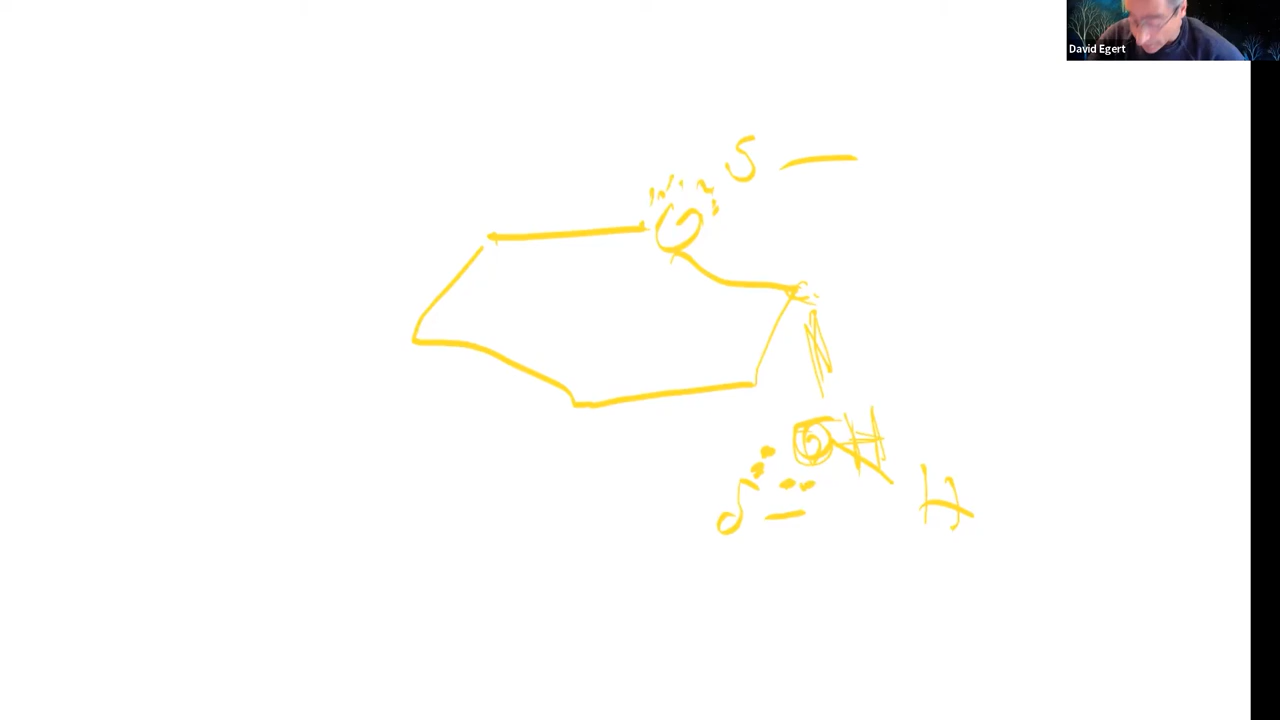 David Egert
δ —
O
O H
δ —
H